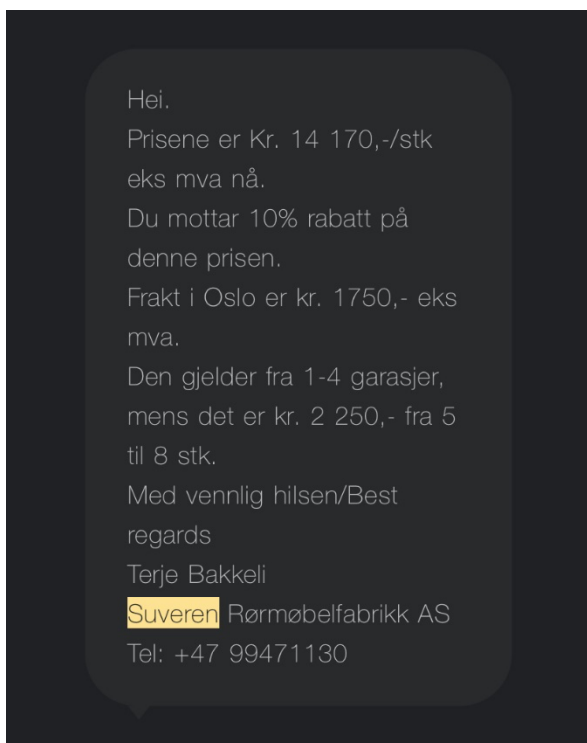 Hei.
Prisene er Kr. 14 170,-/stk
eks mva nå.
Du mottar 10% rabatt på
denne prisen.
Frakt i Oslo er kr. 1750,- eks
mva.
Den gjelder fra 1-4 garasjer,
mens det er kr. 2 250,- fra 5
til 8 stk.
Med vennlig hilsen/Best
regards
Terje Bakkeli
Suveren Rørmøbelfabrikk AS
Tel: +47 99471130